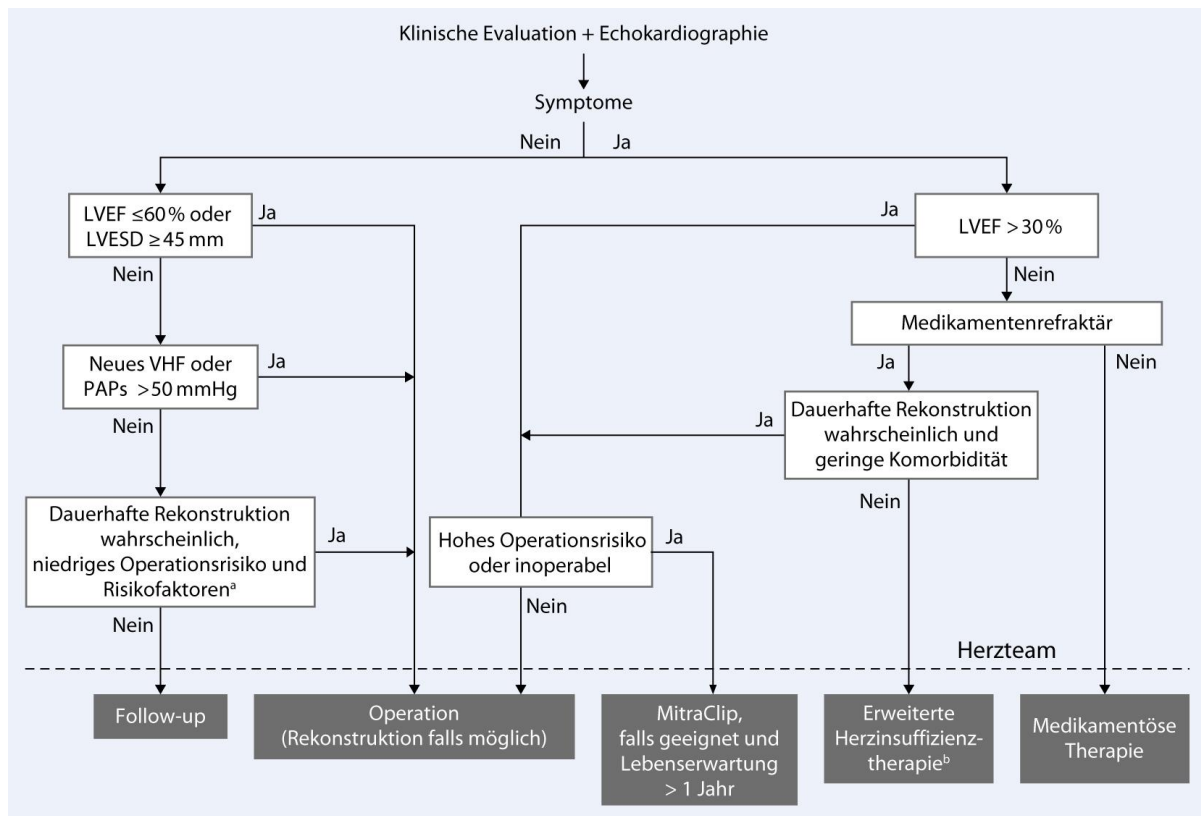 Klinische Evaluation + Echokardiographie
Symptome
Nein
Ja
LVEF ≤60 % oder
LVESD ≥ 45 mm
Ja
Nein
Neues VHF oder
PAPs >50 mmHg
Ja
Nein
Dauerhafte Rekonstruktion
wahrscheinlich,
niedriges Operationsrisiko und
Risikofaktorenᵃ
Ja
Nein
Ja
LVEF > 30 %
Nein
Medikamentenrefraktär
Ja
Nein
Dauerhafte Rekonstruktion
wahrscheinlich und
geringe Komorbidität
Ja
Nein
Hohes Operationsrisiko
oder inoperabel
Ja
Nein
Herzteam
Follow-up
Operation
(Rekonstruktion falls möglich)
MitraClip,
falls geeignet und
Lebenserwartung
> 1 Jahr
Erweiterte
Herzinsuffizienz-
therapieᵇ
Medikamentöse
Therapie